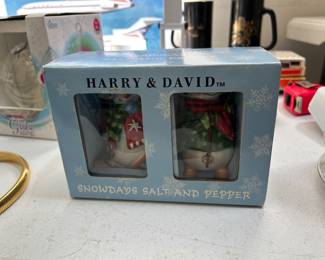 HARRY & DAVID™
SNOWDAYS SALT AND PEPPER